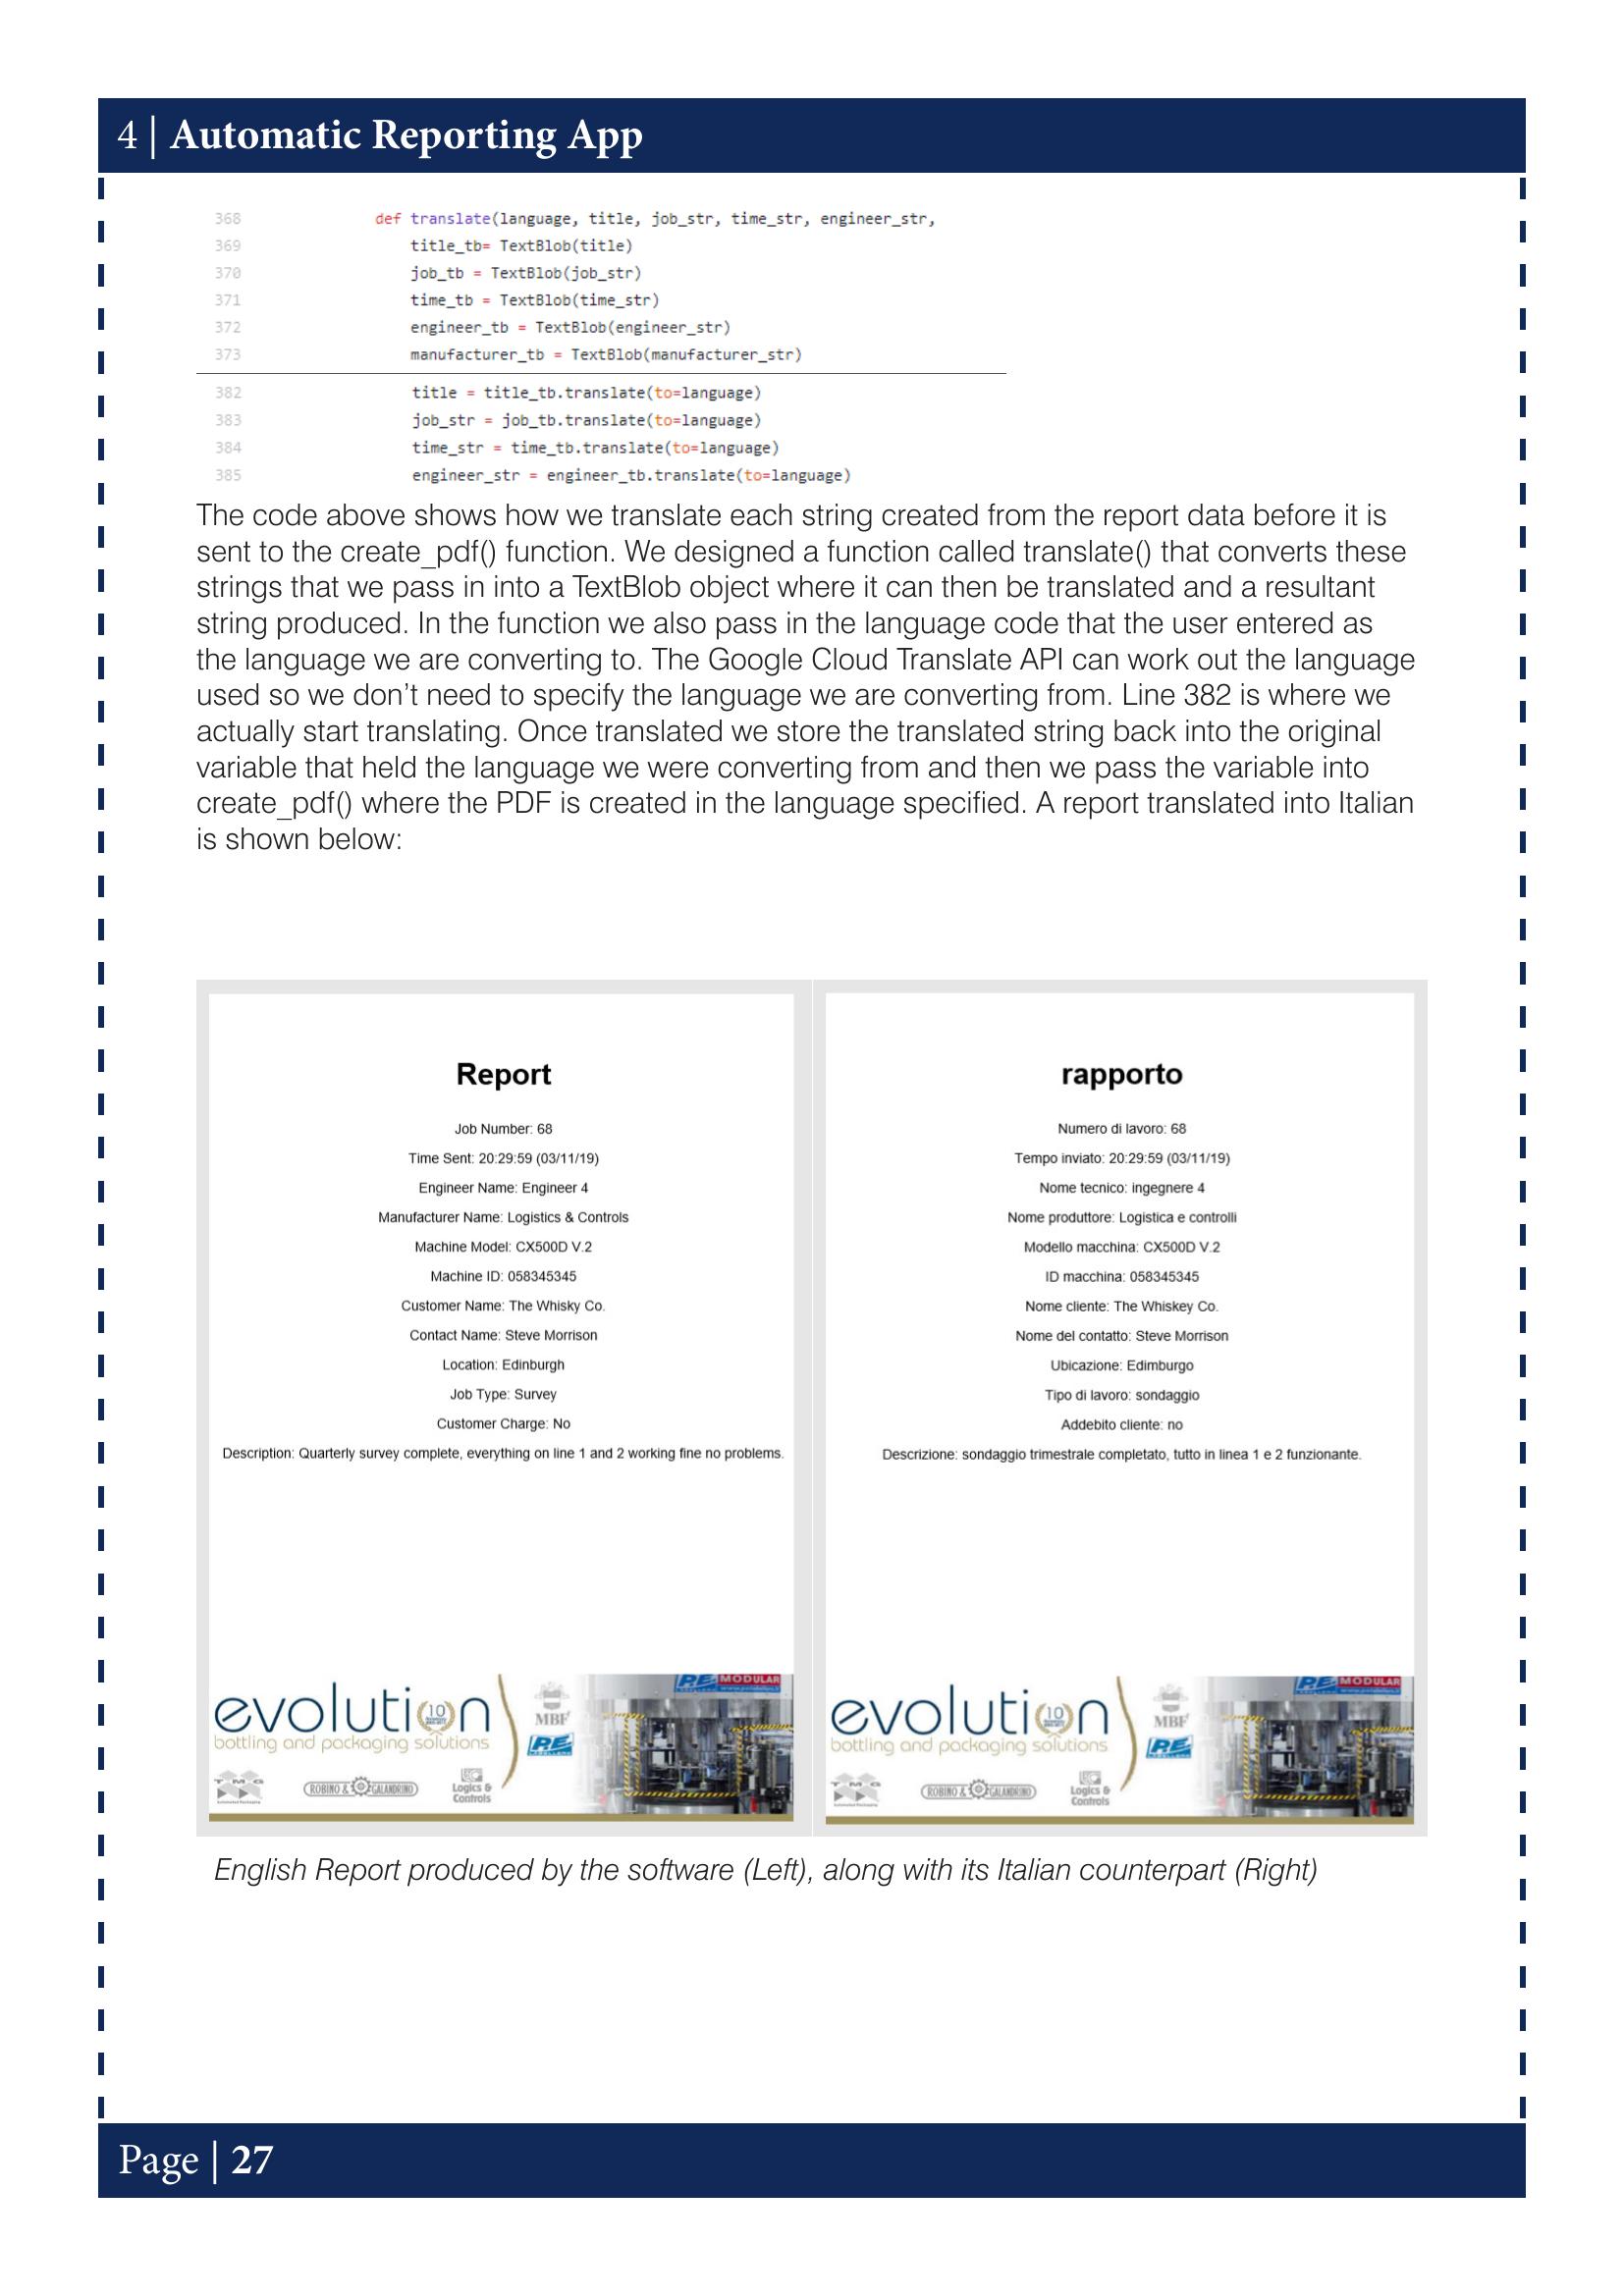 4 | Automatic Reporting App
368 def translate(language, title, job_str, time_str, engineer_str,
369 title_tb= TextBlob(title)
370 job_tb = TextBlob(job_str)
371 time_tb = TextBlob(time_str)
372 engineer_tb = TextBlob(engineer_str)
373 manufacturer_tb = TextBlob(manufacturer_str)
382 title = title_tb.translate(to=language)
383 job_str = job_tb.translate(to=language)
384 time_str = time_tb.translate(to=language)
385 engineer_str = engineer_tb.translate(to=language)
The code above shows how we translate each string created from the report data before it is
sent to the create_pdf() function. We designed a function called translate() that converts these
strings that we pass in into a TextBlob object where it can then be translated and a resultant
string produced. In the function we also pass in the language code that the user entered as
the language we are converting to. The Google Cloud Translate API can work out the language
used so we don’t need to specify the language we are converting from. Line 382 is where we
actually start translating. Once translated we store the translated string back into the original
variable that held the language we were converting from and then we pass the variable into
create_pdf() where the PDF is created in the language specified. A report translated into Italian
is shown below:
Report
Job Number: 68
Time Sent: 20:29:59 (03/11/19)
Engineer Name: Engineer 4
Manufacturer Name: Logistics & Controls
Machine Model: CX500D V.2
Machine ID: 058345345
Customer Name: The Whisky Co.
Contact Name: Steve Morrison
Location: Edinburgh
Job Type: Survey
Customer Charge: No
Description: Quarterly survey complete, everything on line 1 and 2 working fine no problems.
evolution
10
bottling and packaging solutions
MBF
P.E.
MODULAR
TMG
ROBINO & GALANDRINO
Logics &
Controls
rapporto
Numero di lavoro: 68
Tempo inviato: 20:29:59 (03/11/19)
Nome tecnico: ingegnere 4
Nome produttore: Logistica e controlli
Modello macchina: CX500D V.2
ID macchina: 058345345
Nome cliente: The Whiskey Co.
Nome del contatto: Steve Morrison
Ubicazione: Edimburgo
Tipo di lavoro: sondaggio
Addebito cliente: no
Descrizione: sondaggio trimestrale completato, tutto in linea 1 e 2 funzionante.
evolution
10
bottling and packaging solutions
MBF
P.E.
MODULAR
TMG
ROBINO & GALANDRINO
Logics &
Controls
English Report produced by the software (Left), along with its Italian counterpart (Right)
Page | 27